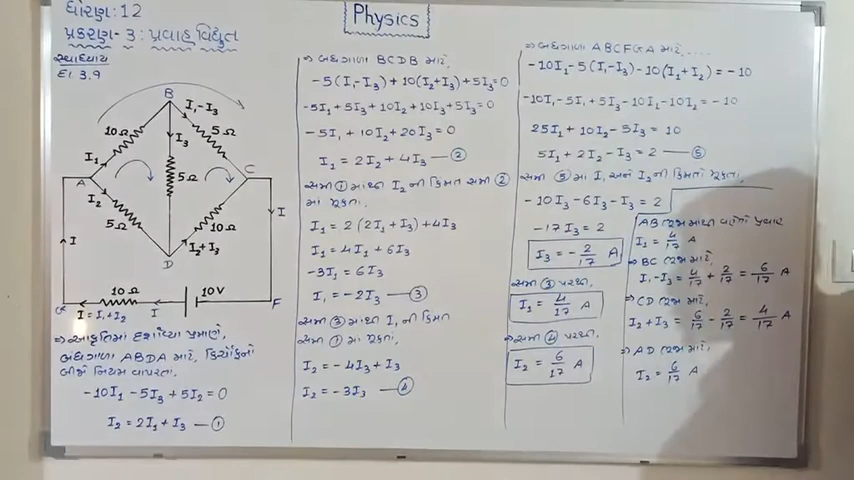 Physics
ધોરણ: 12
પ્રકરણ- ૩: પ્રવાહ વિદ્યુત
સ્વાધ્યાય
દા. 3.9
B
I₁-I₃
10Ω
I₃
5Ω
I₁
5Ω
A
C
I₂
I
5Ω
10Ω
I₂+I₃
D
I
10Ω
10V
I=I₁+I₂
I
F
⇒ આકૃતિમાં દર્શાવ્યા પ્રમાણે,
બંધગાળા ABDA માટે, કિર્ચોફનો
બીજો નિયમ વાપરતાં.
-10I₁ -5I₃ +5I₂ = 0
I₂ = 2I₁ + I₃ —①
⇒ બંધગાળા BCDB માટે,
-5(I₁-I₃) + 10(I₂+I₃) +5I₃=0
-5I₁ +5I₃ +10I₂ +10I₃ +5I₃ =0
-5I₁ +10I₂ +20I₃ =0
I₁ = 2I₂ + 4I₃ —②
સમી ① માંથી I₂ ની કિંમત સમી ②
માં મૂકતા.
I₁ = 2 (2I₁ + I₃) +4I₃
I₁ = 4I₁ + 6I₃
-3I₁ = 6I₃
I₁ = -2I₃ —③
સમી ③ માંથી I₁ ની કિંમત
સમી ① માં મૂકતા,
I₂ = -4I₃ + I₃
I₂ = -3I₃ —④
⇒ બંધગાળા માટે.....
-10I₁ -5(I₁-I₃) -10(I₁+I₂) = -10
-10I₁ -5I₁ +5I₃ -10I₁ -10I₂ = -10
25I₁ +10I₂ -5I₃ = 10
5I₁ +2I₂ -I₃ = 2 —⑤
સમી ⑤ માં I₁ અને I₂ ની કિંમતો મૂકતા.
-10I₃ -6I₃ -I₃ = 2
-17I₃ = 2
I₃ = -2/17 A
સમી ③ પરથી,
I₁ = 4/17 A
⇒ સમી ④ પરથી,
I₂ = 6/17 A
AB ભુજામાંથી વહેતો પ્રવાહ
I₁ = 4/17 A
⇒ BC ભુજા માટે,
I₁-I₃ = 4/17 + 2/17 = 6/17 A
⇒ CD ભુજા માટે,
I₂+I₃ = 6/17 - 2/17 = 4/17 A
⇒ AD ભુજા માટે,
I₂ = 6/17 A